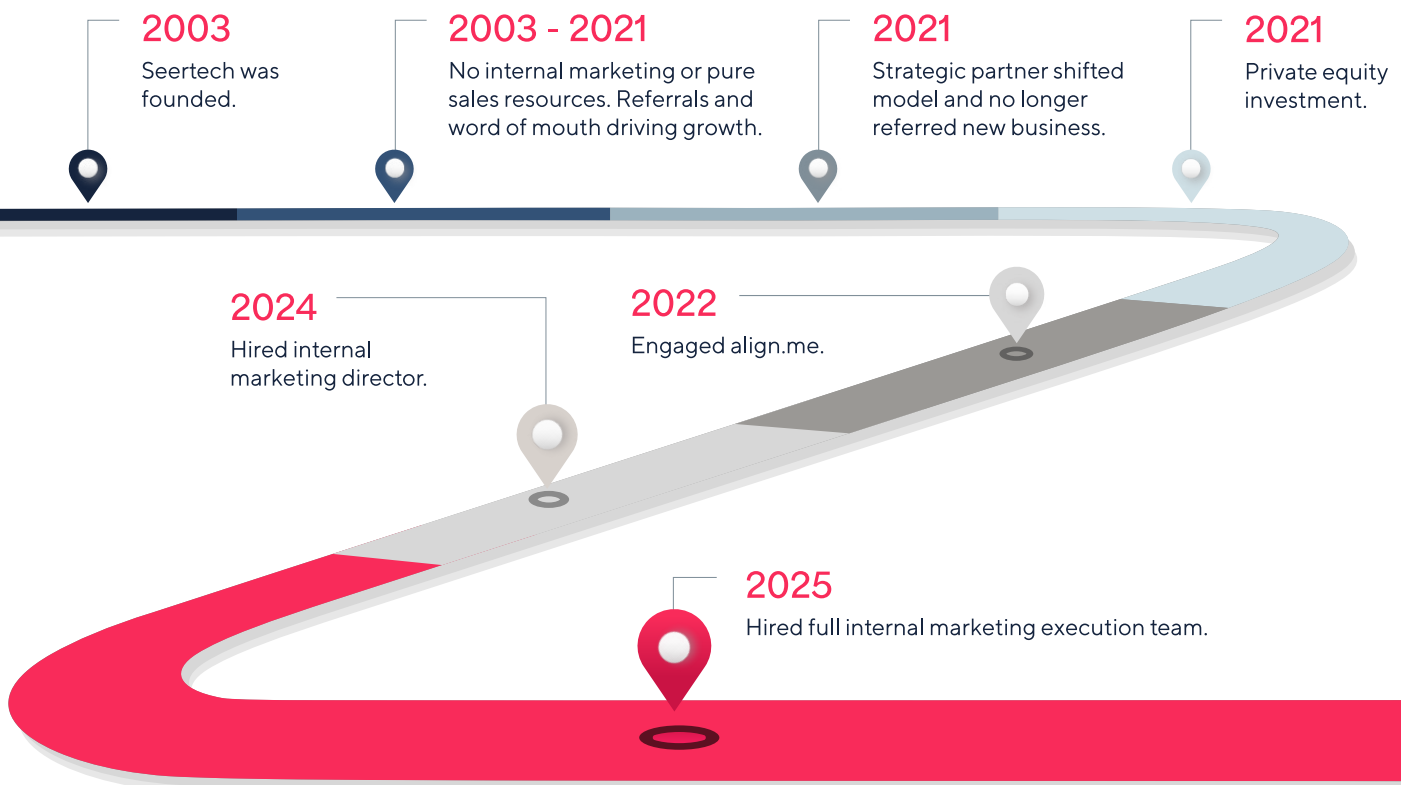 2003
Seertech was
founded.
2003 - 2021
No internal marketing or pure
sales resources. Referrals and
word of mouth driving growth.
2021
Strategic partner shifted
model and no longer
referred new business.
2021
Private equity
investment.
2022
Engaged align.me.
2024
Hired internal
marketing director.
2025
Hired full internal marketing execution team.